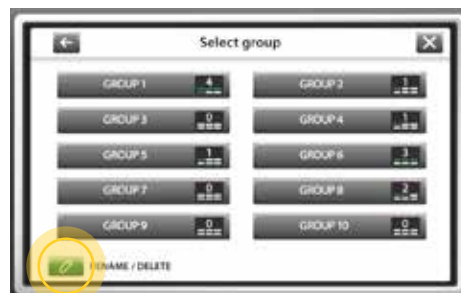 Select group
GROUP 1 4
GROUP 2 1
GROUP 3 0
GROUP 4 1
GROUP 5 1
GROUP 6 3
GROUP 7 0
GROUP 8 2
GROUP 9 0
GROUP 10 0
RENAME / DELETE